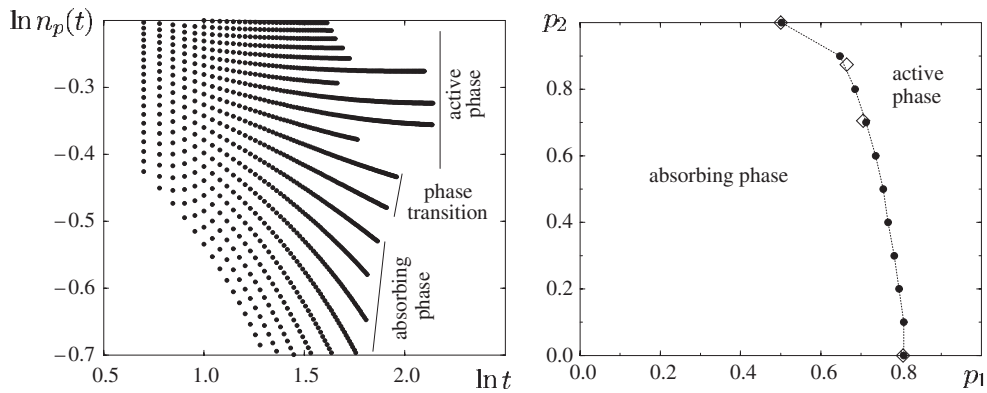 ln n_p(t)
−0.3
−0.4
−0.5
−0.6
−0.7
0.5
1.0
1.5
2.0
ln t
active
phase
phase
transition
absorbing
phase
p2
0.8
0.6
0.4
0.2
0.0
0.0
0.2
0.4
0.6
0.8
p1
active
phase
absorbing phase